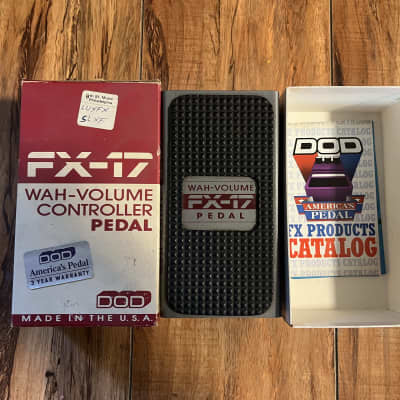 FX-17
WAH-VOLUME
CONTROLLER
PEDAL
DOD
America's Pedal
3 YEAR WARRANTY
DOD
MADE IN THE U.S.A.
WAH-VOLUME
FX-17
PEDAL
DOD
AMERICA'S
PEDAL
FX PRODUCTS
CATALOG